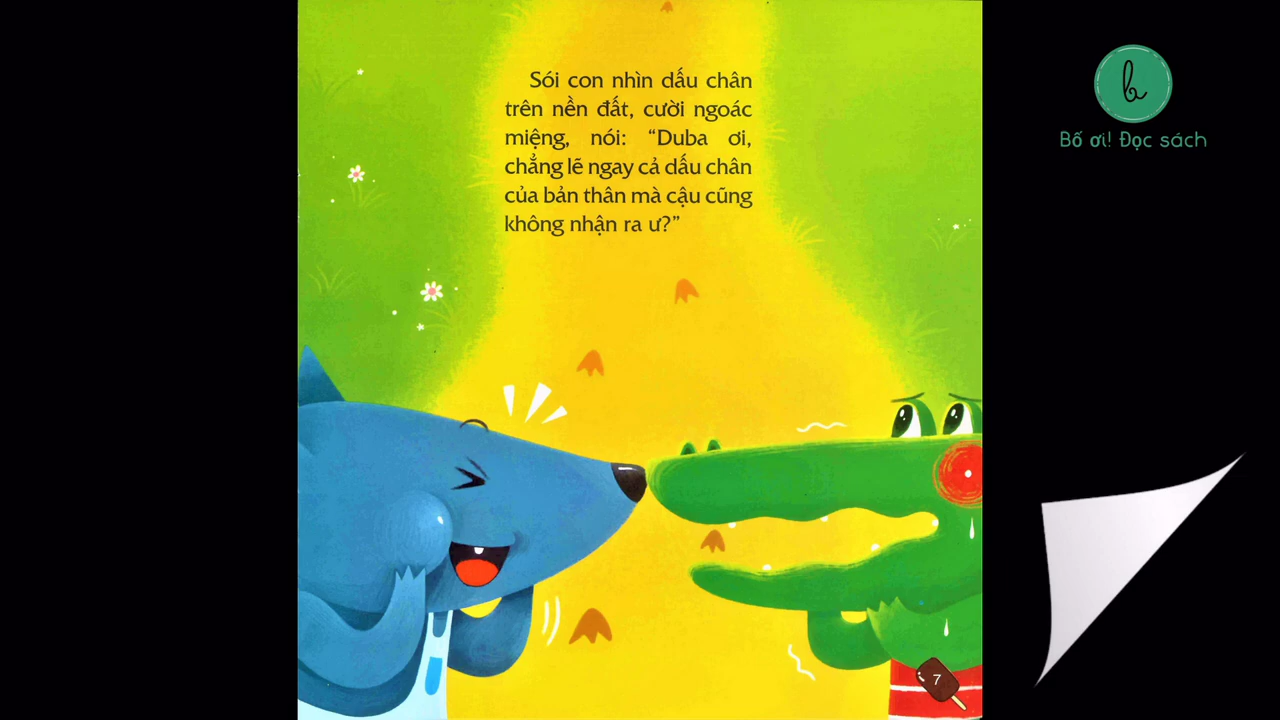 Sói con nhìn dấu chân
trên nền đất, cười ngoác
miệng, nói: “Duba ơi,
chẳng lẽ ngay cả dấu chân
của bản thân mà cậu cũng
không nhận ra ư?”
b
Bố ơi! Đọc sách
7